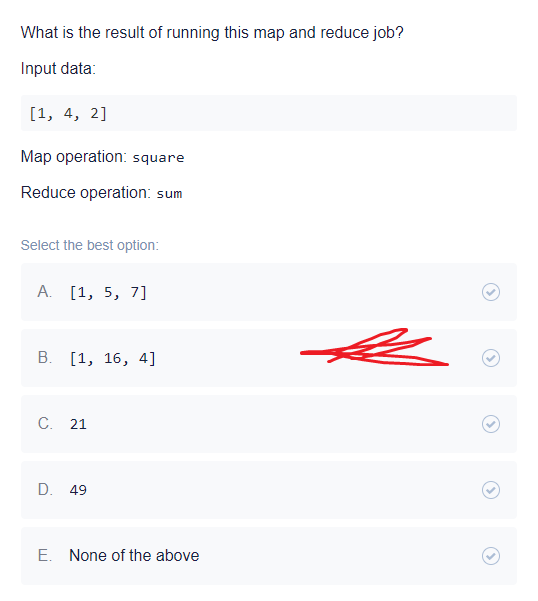 What is the result of running this map and reduce job?
Input data:
[1, 4, 2]
Map operation: square
Reduce operation: sum
Select the best option:
A. [1, 5, 7]
B. [1, 16, 4]
C. 21
D. 49
E. None of the above